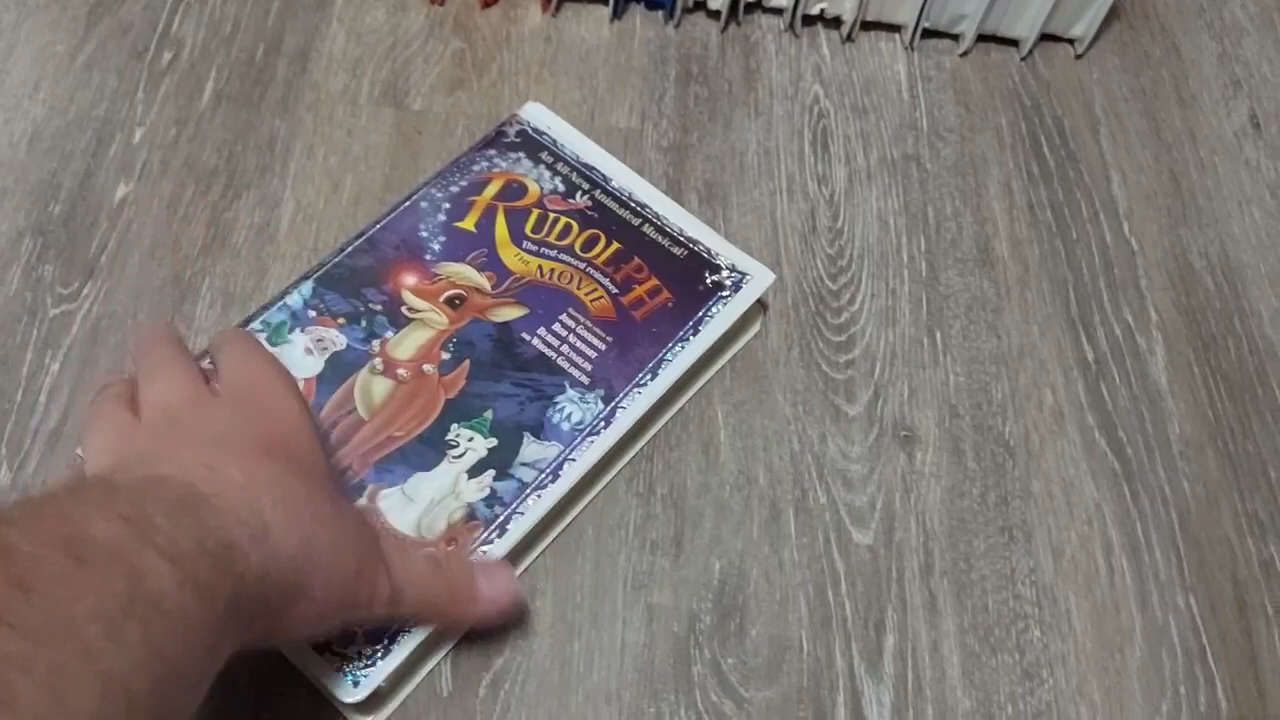 An All-New Animated Musical!
RUDOLPH
The red-nosed reindeer
THE MOVIE
JOHN GOODMAN
BOB NEWHART
DEBBIE REYNOLDS
AND WHOOPI GOLDBERG